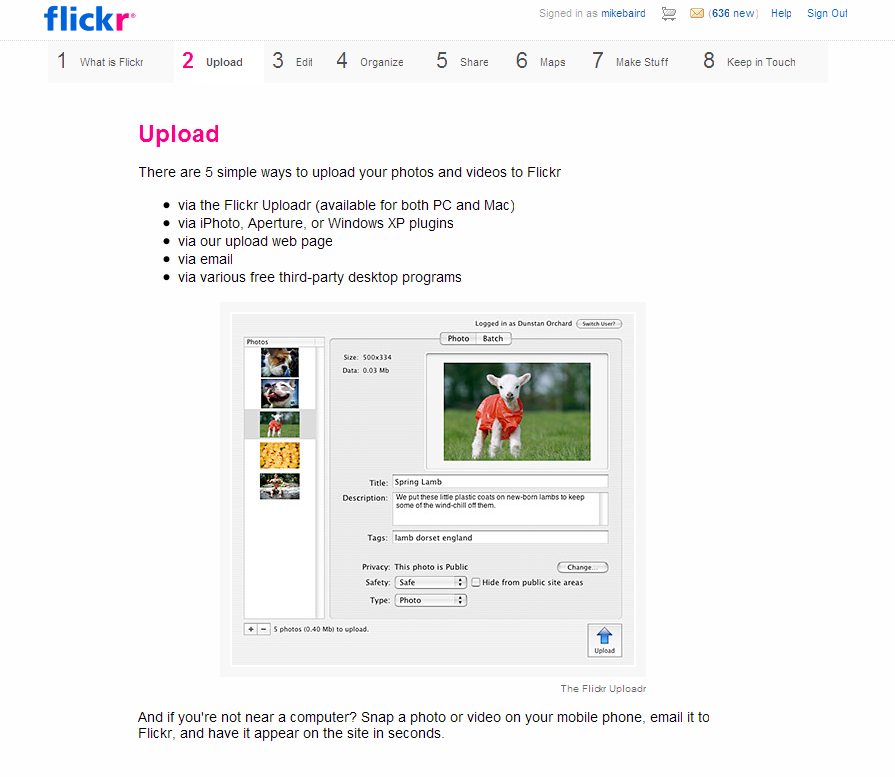 flickr®
Signed in as mikebaird (636 new) Help Sign Out
1 What is Flickr 2 Upload 3 Edit 4 Organize 5 Share 6 Maps 7 Make Stuff 8 Keep in Touch
Upload
There are 5 simple ways to upload your photos and videos to Flickr
• via the Flickr Uploadr (available for both PC and Mac)
• via iPhoto, Aperture, or Windows XP plugins
• via our upload web page
• via email
• via various free third-party desktop programs
Logged in as Dunstan Orchard Switch User?
Photos
Photo Batch
Size: 500x334
Data: 0.03 Mb
Title: Spring Lamb
Description: We put these little plastic coats on new-born lambs to keep
some of the wind-chill off them.
Tags: lamb dorset england
Privacy: This photo is Public Change...
Safety: Safe Hide from public site areas
Type: Photo
+ − 5 photos (0.40 Mb) to upload.
Upload
The Flickr Uploadr
And if you're not near a computer? Snap a photo or video on your mobile phone, email it to
Flickr, and have it appear on the site in seconds.